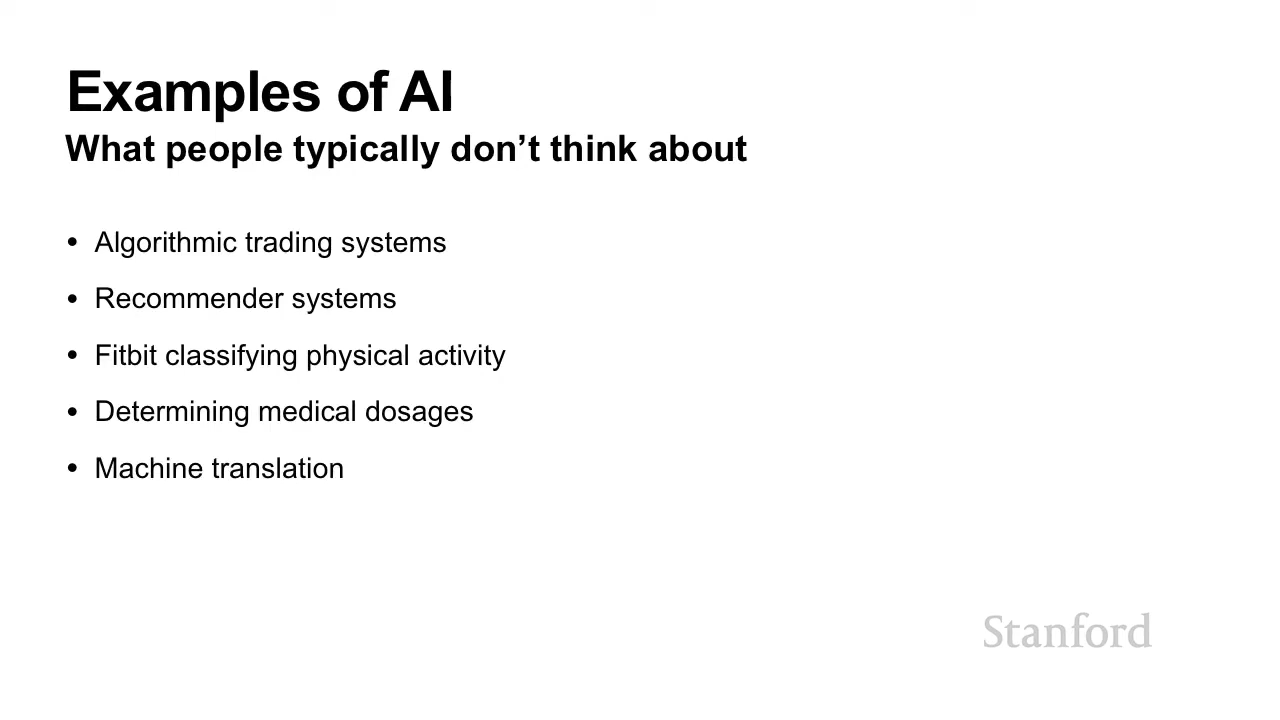 Examples of AI
What people typically don’t think about
• Algorithmic trading systems
• Recommender systems
• Fitbit classifying physical activity
• Determining medical dosages
• Machine translation
Stanford